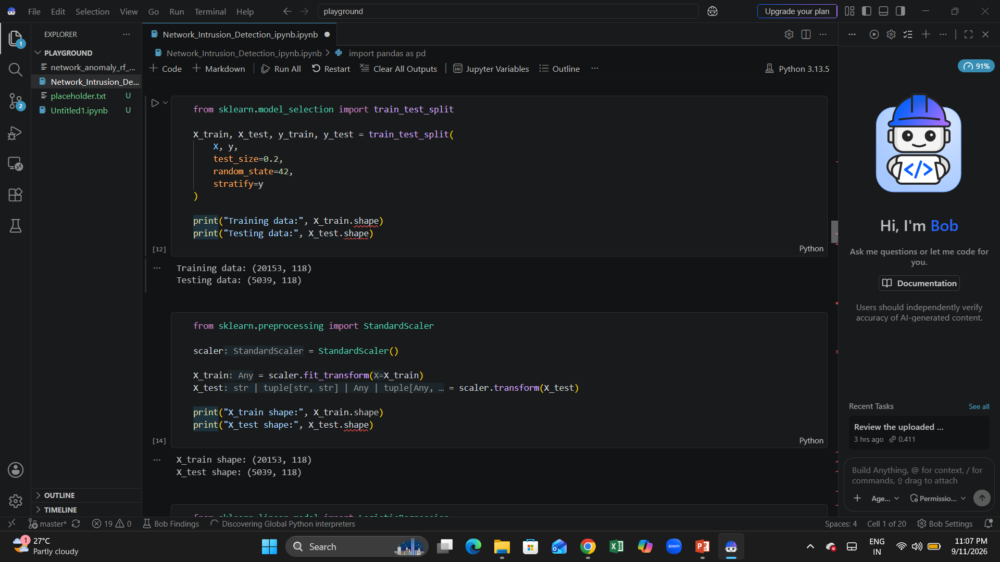 File Edit Selection View Go Run Terminal Help
playground
Upgrade your plan
1
2
EXPLORER
PLAYGROUND
network_anomaly_rf_...
Network_Intrusion_De...
placeholder.txt U
Untitled1.ipynb U
OUTLINE
TIMELINE
Network_Intrusion_Detection_ipynb.ipynb
Network_Intrusion_Detection_ipynb.ipynb > import pandas as pd
Code Markdown Run All Restart Clear All Outputs Jupyter Variables Outline ... Python 3.13.5
from sklearn.model_selection import train_test_split
X_train, X_test, y_train, y_test = train_test_split(
X, y,
test_size=0.2,
random_state=42,
stratify=y
)
print("Training data:", X_train.shape)
print("Testing data:", X_test.shape)
[12]
Python
Training data: (20153, 118)
Testing data: (5039, 118)
from sklearn.preprocessing import StandardScaler
scaler: StandardScaler = StandardScaler()
X_train: Any = scaler.fit_transform(X=X_train)
X_test: str | tuple[str, str] | Any | tuple[Any, … = scaler.transform(X_test)
print("X_train shape:", X_train.shape)
print("X_test shape:", X_test.shape)
[14]
Python
X_train shape: (20153, 118)
X_test shape: (5039, 118)
from sklearn.linear_model import LogisticRegression
91%
</>
Hi, I'm Bob
Ask me questions or let me code for
you.
Documentation
Users should independently verify
accuracy of AI-generated content.
Recent Tasks See all
Review the uploaded ...
3 hrs ago 0.411
Build Anything, @ for context, / for
commands, ⇧ drag to attach
Age... Permissio...
master* 19 0 Bob Findings Discovering Global Python interpreters
Spaces: 4 Cell 1 of 20 Bob Settings
1
27°C
Partly cloudy
Search
zoom
ENG
IN
11:07 PM
9/11/2026